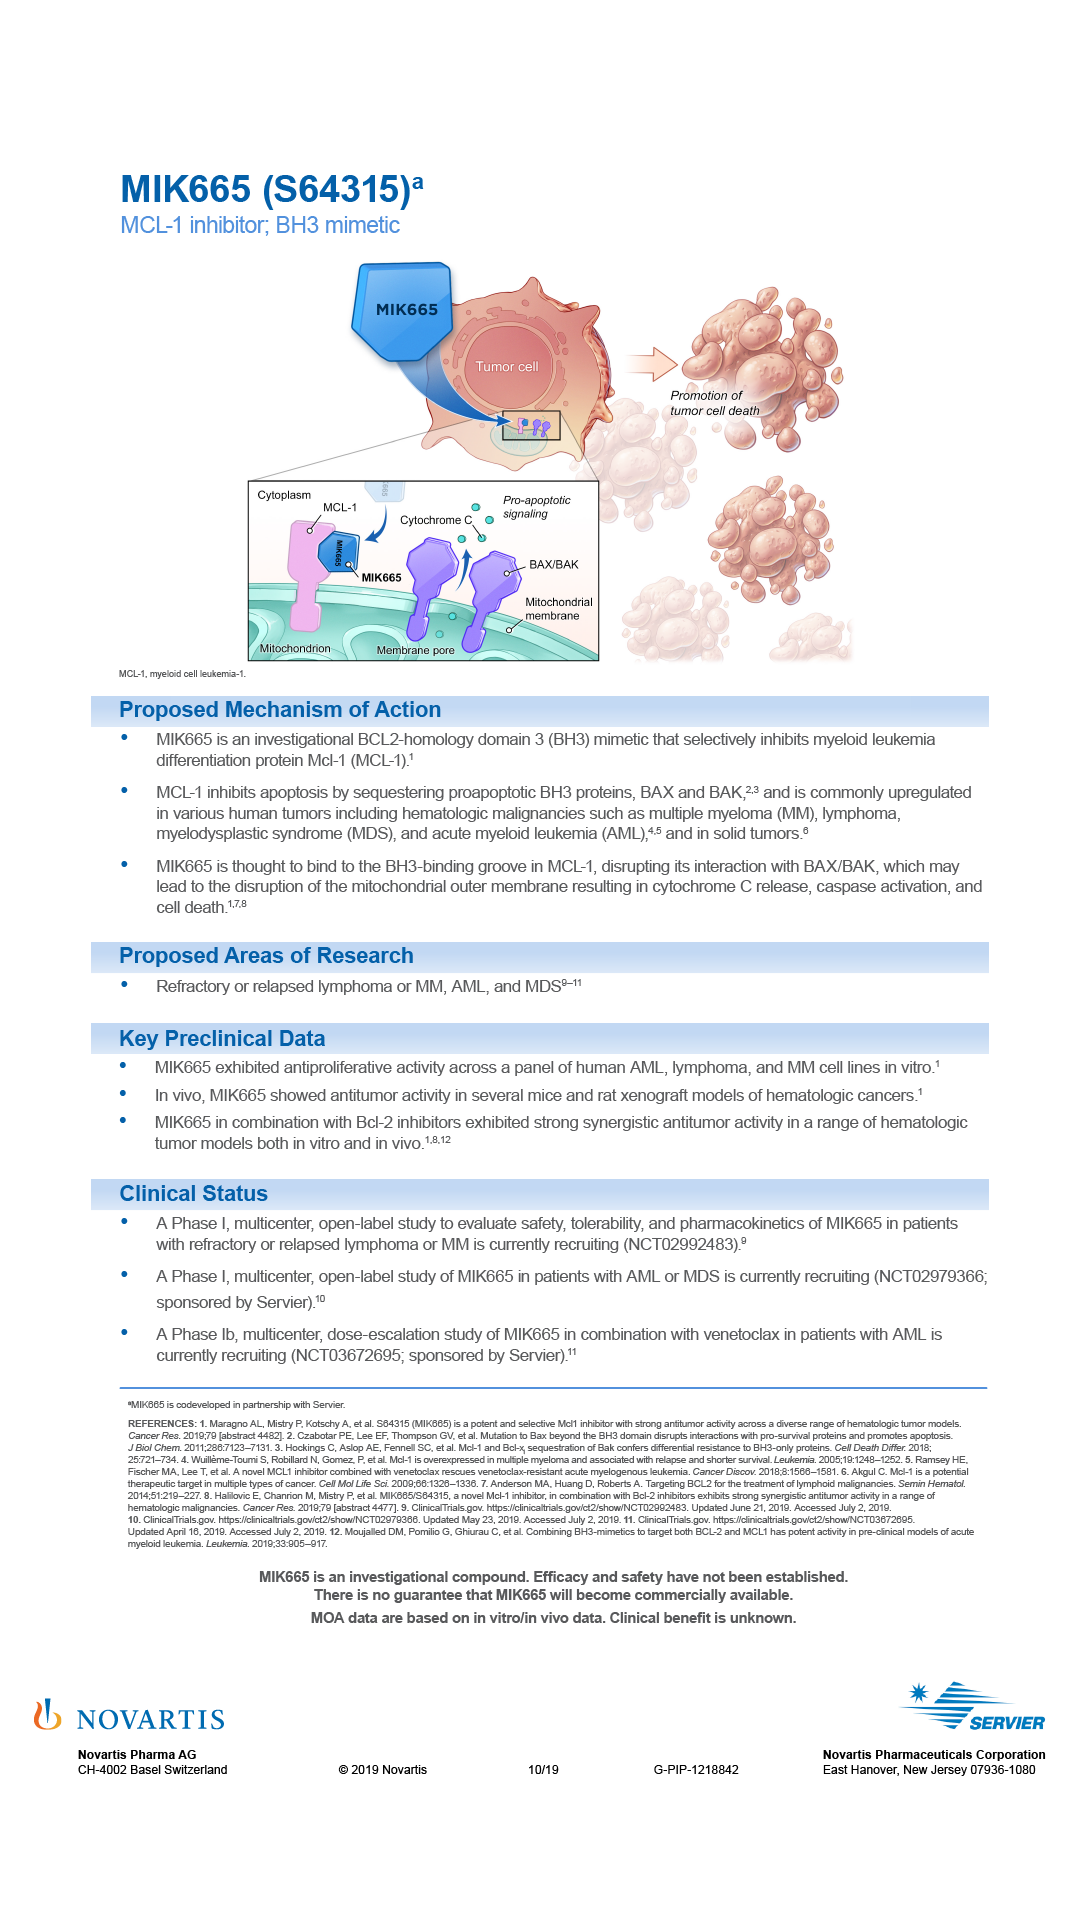 MIK665 (S64315)a
MCL-1 inhibitor; BH3 mimetic
MIK665
Tumor cell
Promotion of
tumor cell death
Cytoplasm
MCL-1
Cytochrome C
Pro-apoptotic
signaling
MIK665
MIK665
BAX/BAK
Mitochondrial
membrane
Mitochondrion
Membrane pore
MCL-1, myeloid cell leukemia-1.
Proposed Mechanism of Action
• MIK665 is an investigational BCL2-homology domain 3 (BH3) mimetic that selectively inhibits myeloid leukemia
differentiation protein Mcl-1 (MCL-1).1
• MCL-1 inhibits apoptosis by sequestering proapoptotic BH3 proteins, BAX and BAK,2,3 and is commonly upregulated
in various human tumors including hematologic malignancies such as multiple myeloma (MM), lymphoma,
myelodysplastic syndrome (MDS), and acute myeloid leukemia (AML),4,5 and in solid tumors.6
• MIK665 is thought to bind to the BH3-binding groove in MCL-1, disrupting its interaction with BAX/BAK, which may
lead to the disruption of the mitochondrial outer membrane resulting in cytochrome C release, caspase activation, and
cell death.1,7,8
Proposed Areas of Research
• Refractory or relapsed lymphoma or MM, AML, and MDS9–11
Key Preclinical Data
• MIK665 exhibited antiproliferative activity across a panel of human AML, lymphoma, and MM cell lines in vitro.1
• In vivo, MIK665 showed antitumor activity in several mice and rat xenograft models of hematologic cancers.1
• MIK665 in combination with Bcl-2 inhibitors exhibited strong synergistic antitumor activity in a range of hematologic
tumor models both in vitro and in vivo.1,8,12
Clinical Status
• A Phase I, multicenter, open-label study to evaluate safety, tolerability, and pharmacokinetics of MIK665 in patients
with refractory or relapsed lymphoma or MM is currently recruiting (NCT02992483).9
• A Phase I, multicenter, open-label study of MIK665 in patients with AML or MDS is currently recruiting (NCT02979366;
sponsored by Servier).10
• A Phase Ib, multicenter, dose-escalation study of MIK665 in combination with venetoclax in patients with AML is
currently recruiting (NCT03672695; sponsored by Servier).11
aMIK665 is codeveloped in partnership with Servier.
REFERENCES: 1. Maragno AL, Mistry P, Kotschy A, et al. S64315 (MIK665) is a potent and selective Mcl1 inhibitor with strong antitumor activity across a diverse range of hematologic tumor models.
Cancer Res. 2019;79 [abstract 4482]. 2. Czabotar PE, Lee EF, Thompson GV, et al. Mutation to Bax beyond the BH3 domain disrupts interactions with pro-survival proteins and promotes apoptosis.
J Biol Chem. 2011;286:7123–7131. 3. Hockings C, Aslop AE, Fennell SC, et al. Mcl-1 and Bcl-xL sequestration of Bak confers differential resistance to BH3-only proteins. Cell Death Differ. 2018;
25:721–734. 4. Wuillème-Toumi S, Robillard N, Gomez, P, et al. Mcl-1 is overexpressed in multiple myeloma and associated with relapse and shorter survival. Leukemia. 2005;19:1248–1252. 5. Ramsey HE,
Fischer MA, Lee T, et al. A novel MCL1 inhibitor combined with venetoclax rescues venetoclax-resistant acute myelogenous leukemia. Cancer Discov. 2018;8:1566–1581. 6. Akgul C. Mcl-1 is a potential
therapeutic target in multiple types of cancer. Cell Mol Life Sci. 2009;66:1326–1336. 7. Anderson MA, Huang D, Roberts A. Targeting BCL2 for the treatment of lymphoid malignancies. Semin Hematol.
2014;51:219–227. 8. Halilovic E, Chanrion M, Mistry P, et al. MIK665/S64315, a novel Mcl-1 inhibitor, in combination with Bcl-2 inhibitors exhibits strong synergistic antitumor activity in a range of
hematologic malignancies. Cancer Res. 2019;79 [abstract 4477]. 9. ClinicalTrials.gov. https://clinicaltrials.gov/ct2/show/NCT02992483. Updated June 21, 2019. Accessed July 2, 2019.
10. ClinicalTrials.gov. https://clinicaltrials.gov/ct2/show/NCT02979366. Updated May 23, 2019. Accessed July 2, 2019. 11. ClinicalTrials.gov. https://clinicaltrials.gov/ct2/show/NCT03672695.
Updated April 16, 2019. Accessed July 2, 2019. 12. Moujalled DM, Pomilio G, Ghiurau C, et al. Combining BH3-mimetics to target both BCL-2 and MCL1 has potent activity in pre-clinical models of acute
myeloid leukemia. Leukemia. 2019;33:905–917.
MIK665 is an investigational compound. Efficacy and safety have not been established.
There is no guarantee that MIK665 will become commercially available.
MOA data are based on in vitro/in vivo data. Clinical benefit is unknown.
NOVARTIS
SERVIER
Novartis Pharma AG
CH-4002 Basel Switzerland
© 2019 Novartis
10/19
G-PIP-1218842
Novartis Pharmaceuticals Corporation
East Hanover, New Jersey 07936-1080